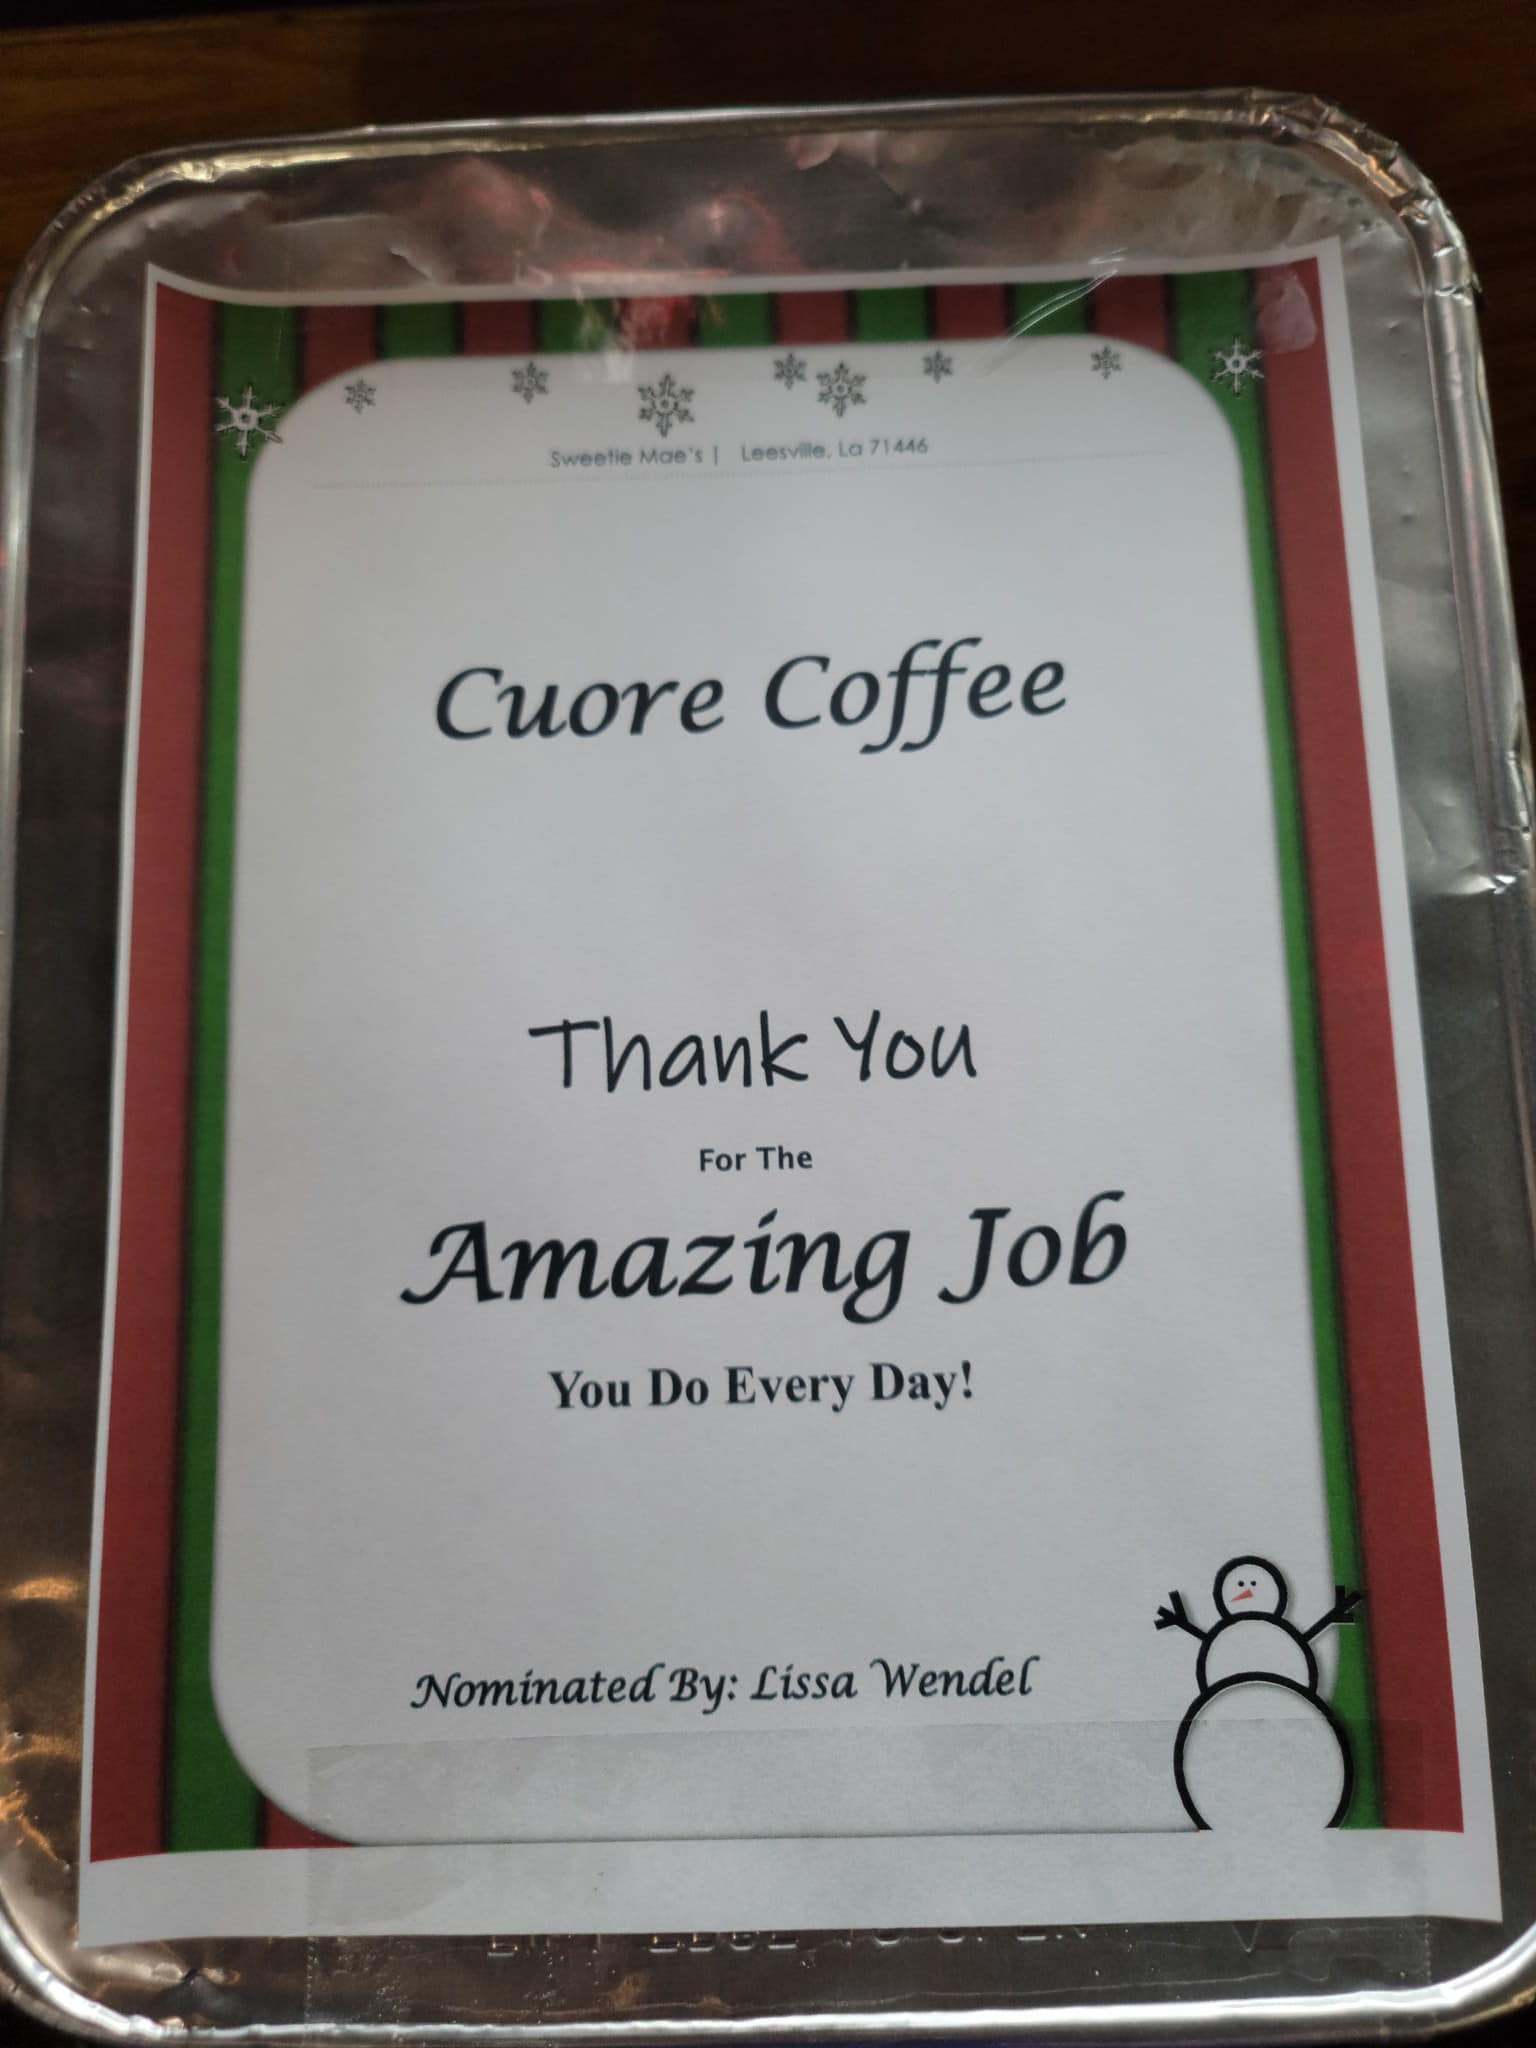 Sweetie Mae's | Leesville, La 71446
Cuore Coffee
Thank You
For The
Amazing Job
You Do Every Day!
Nominated By: Lissa Wendel